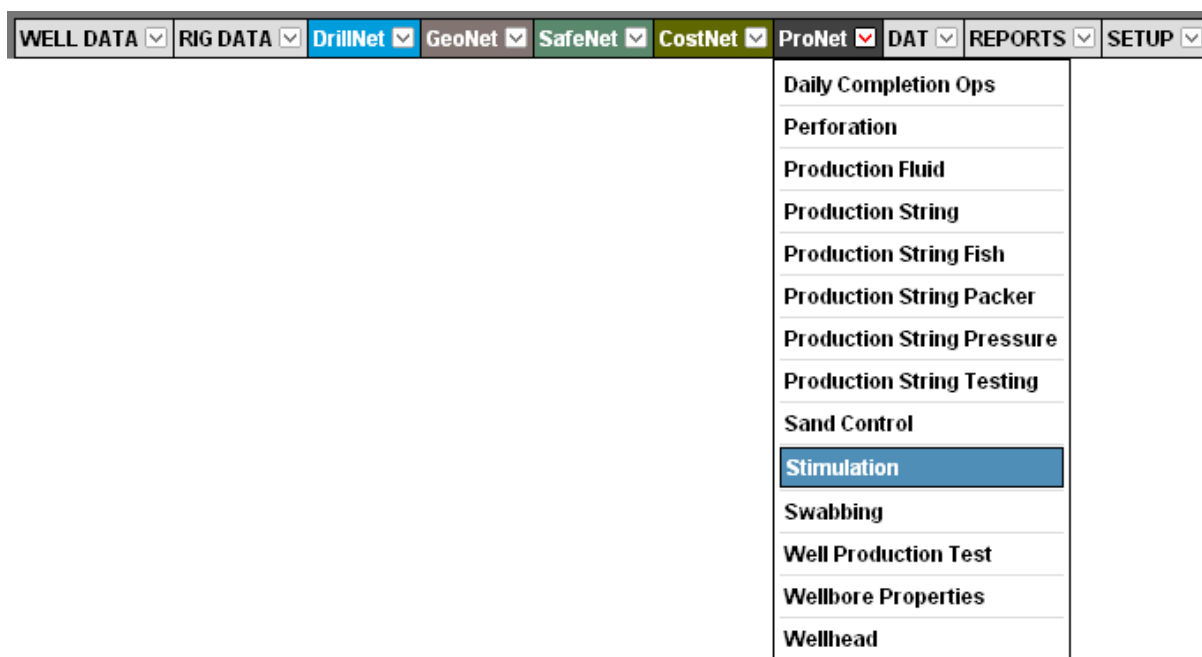 WELL DATA RIG DATA DrillNet GeoNet SafeNet CostNet ProNet DAT REPORTS SETUP
Daily Completion Ops
Perforation
Production Fluid
Production String
Production String Fish
Production String Packer
Production String Pressure
Production String Testing
Sand Control
Stimulation
Swabbing
Well Production Test
Wellbore Properties
Wellhead